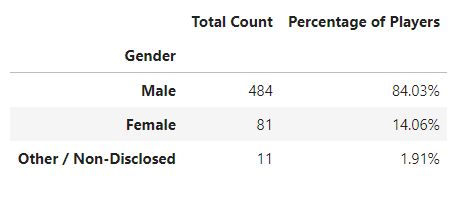 Total Count Percentage of Players
Gender
Male 484 84.03%
Female 81 14.06%
Other / Non-Disclosed 11 1.91%